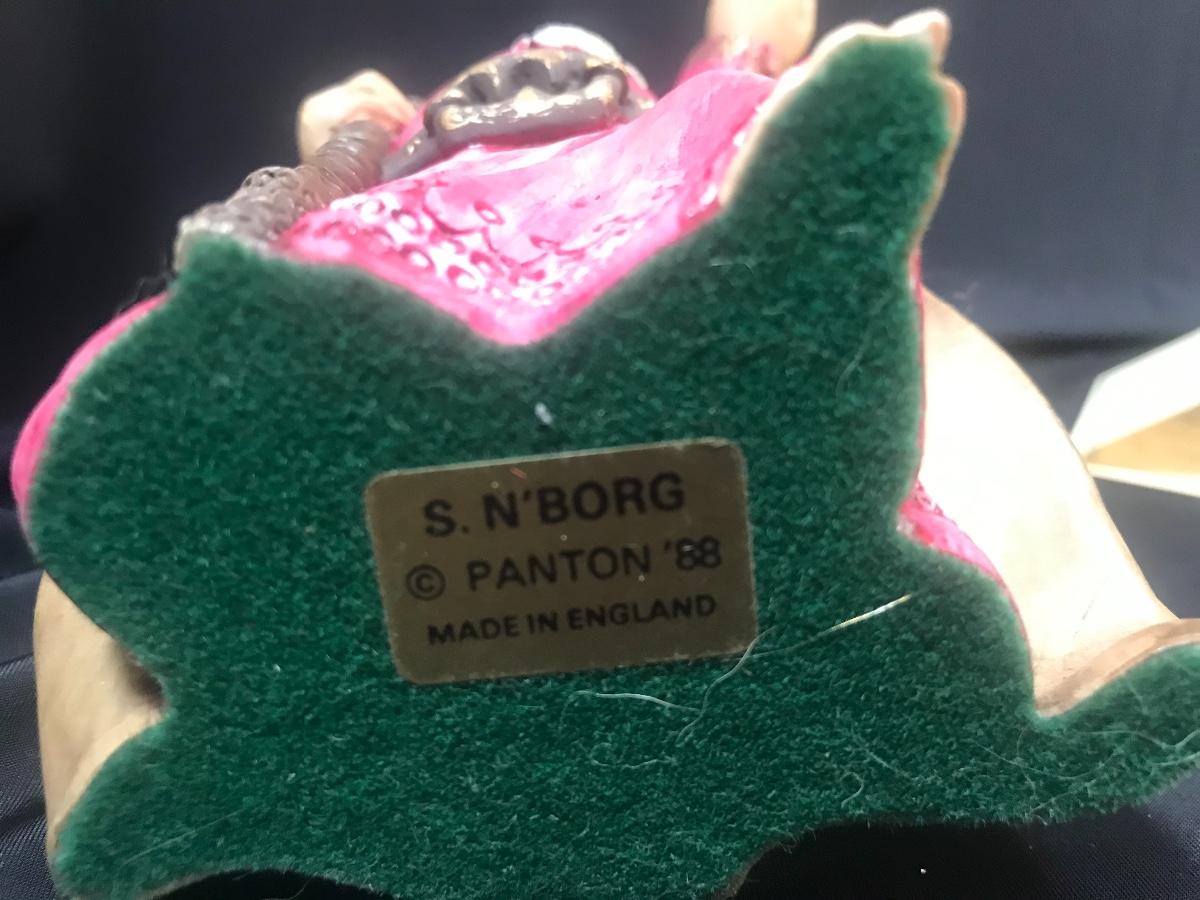 S. N'BORG
© PANTON '88
MADE IN ENGLAND